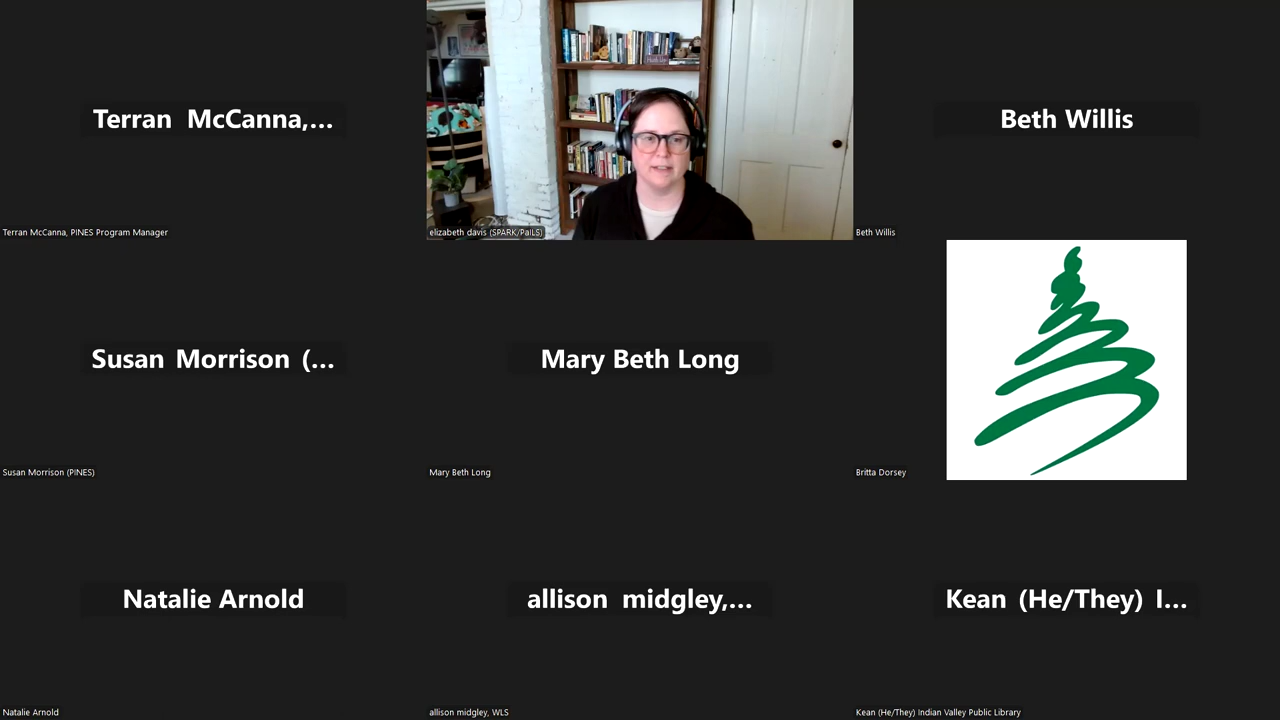 Terran McCanna,...
Beth Willis
Terran McCanna, PINES Program Manager
elizabeth davis (SPARK/PaILS)
Beth Willis
Susan Morrison (...
Mary Beth Long
Susan Morrison (PINES)
Mary Beth Long
Britta Dorsey
Natalie Arnold
allison midgley,...
Kean (He/They) I...
Natalie Arnold
allison midgley, WLS
Kean (He/They) Indian Valley Public Library